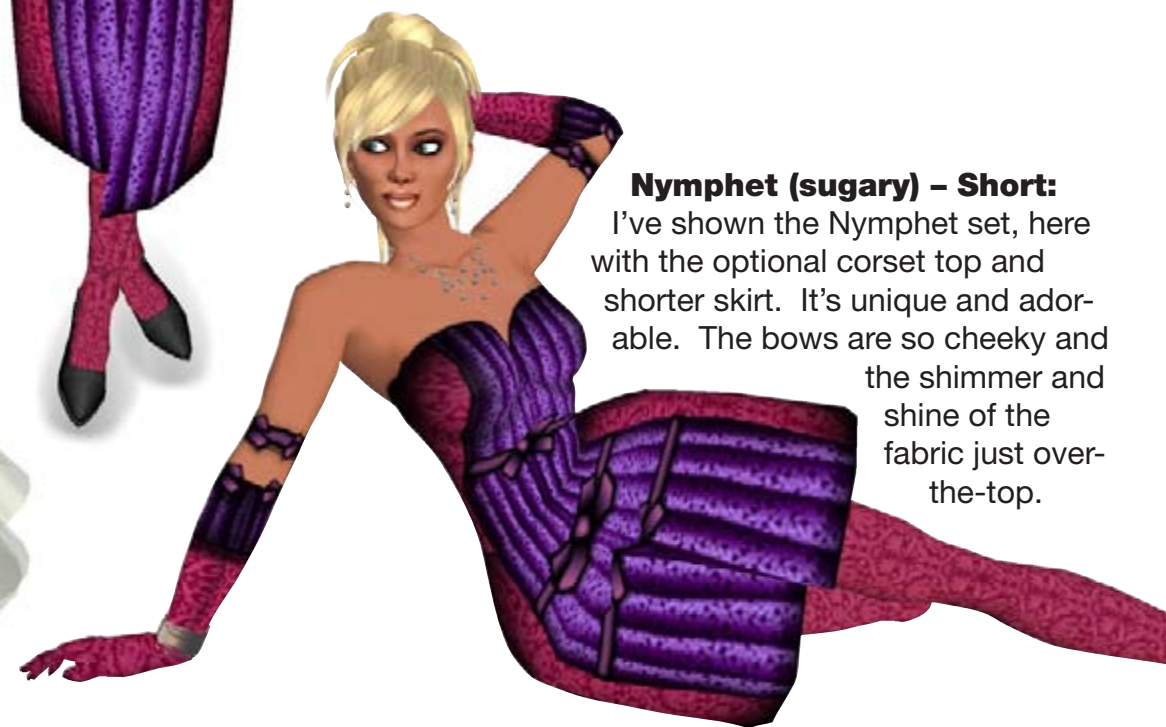 Nymphet (sugary) – Short:
I've shown the Nymphet set, here
with the optional corset top and
shorter skirt.  It's unique and ador-
able.  The bows are so cheeky and
the shimmer and
shine of the
fabric just over-
the-top.